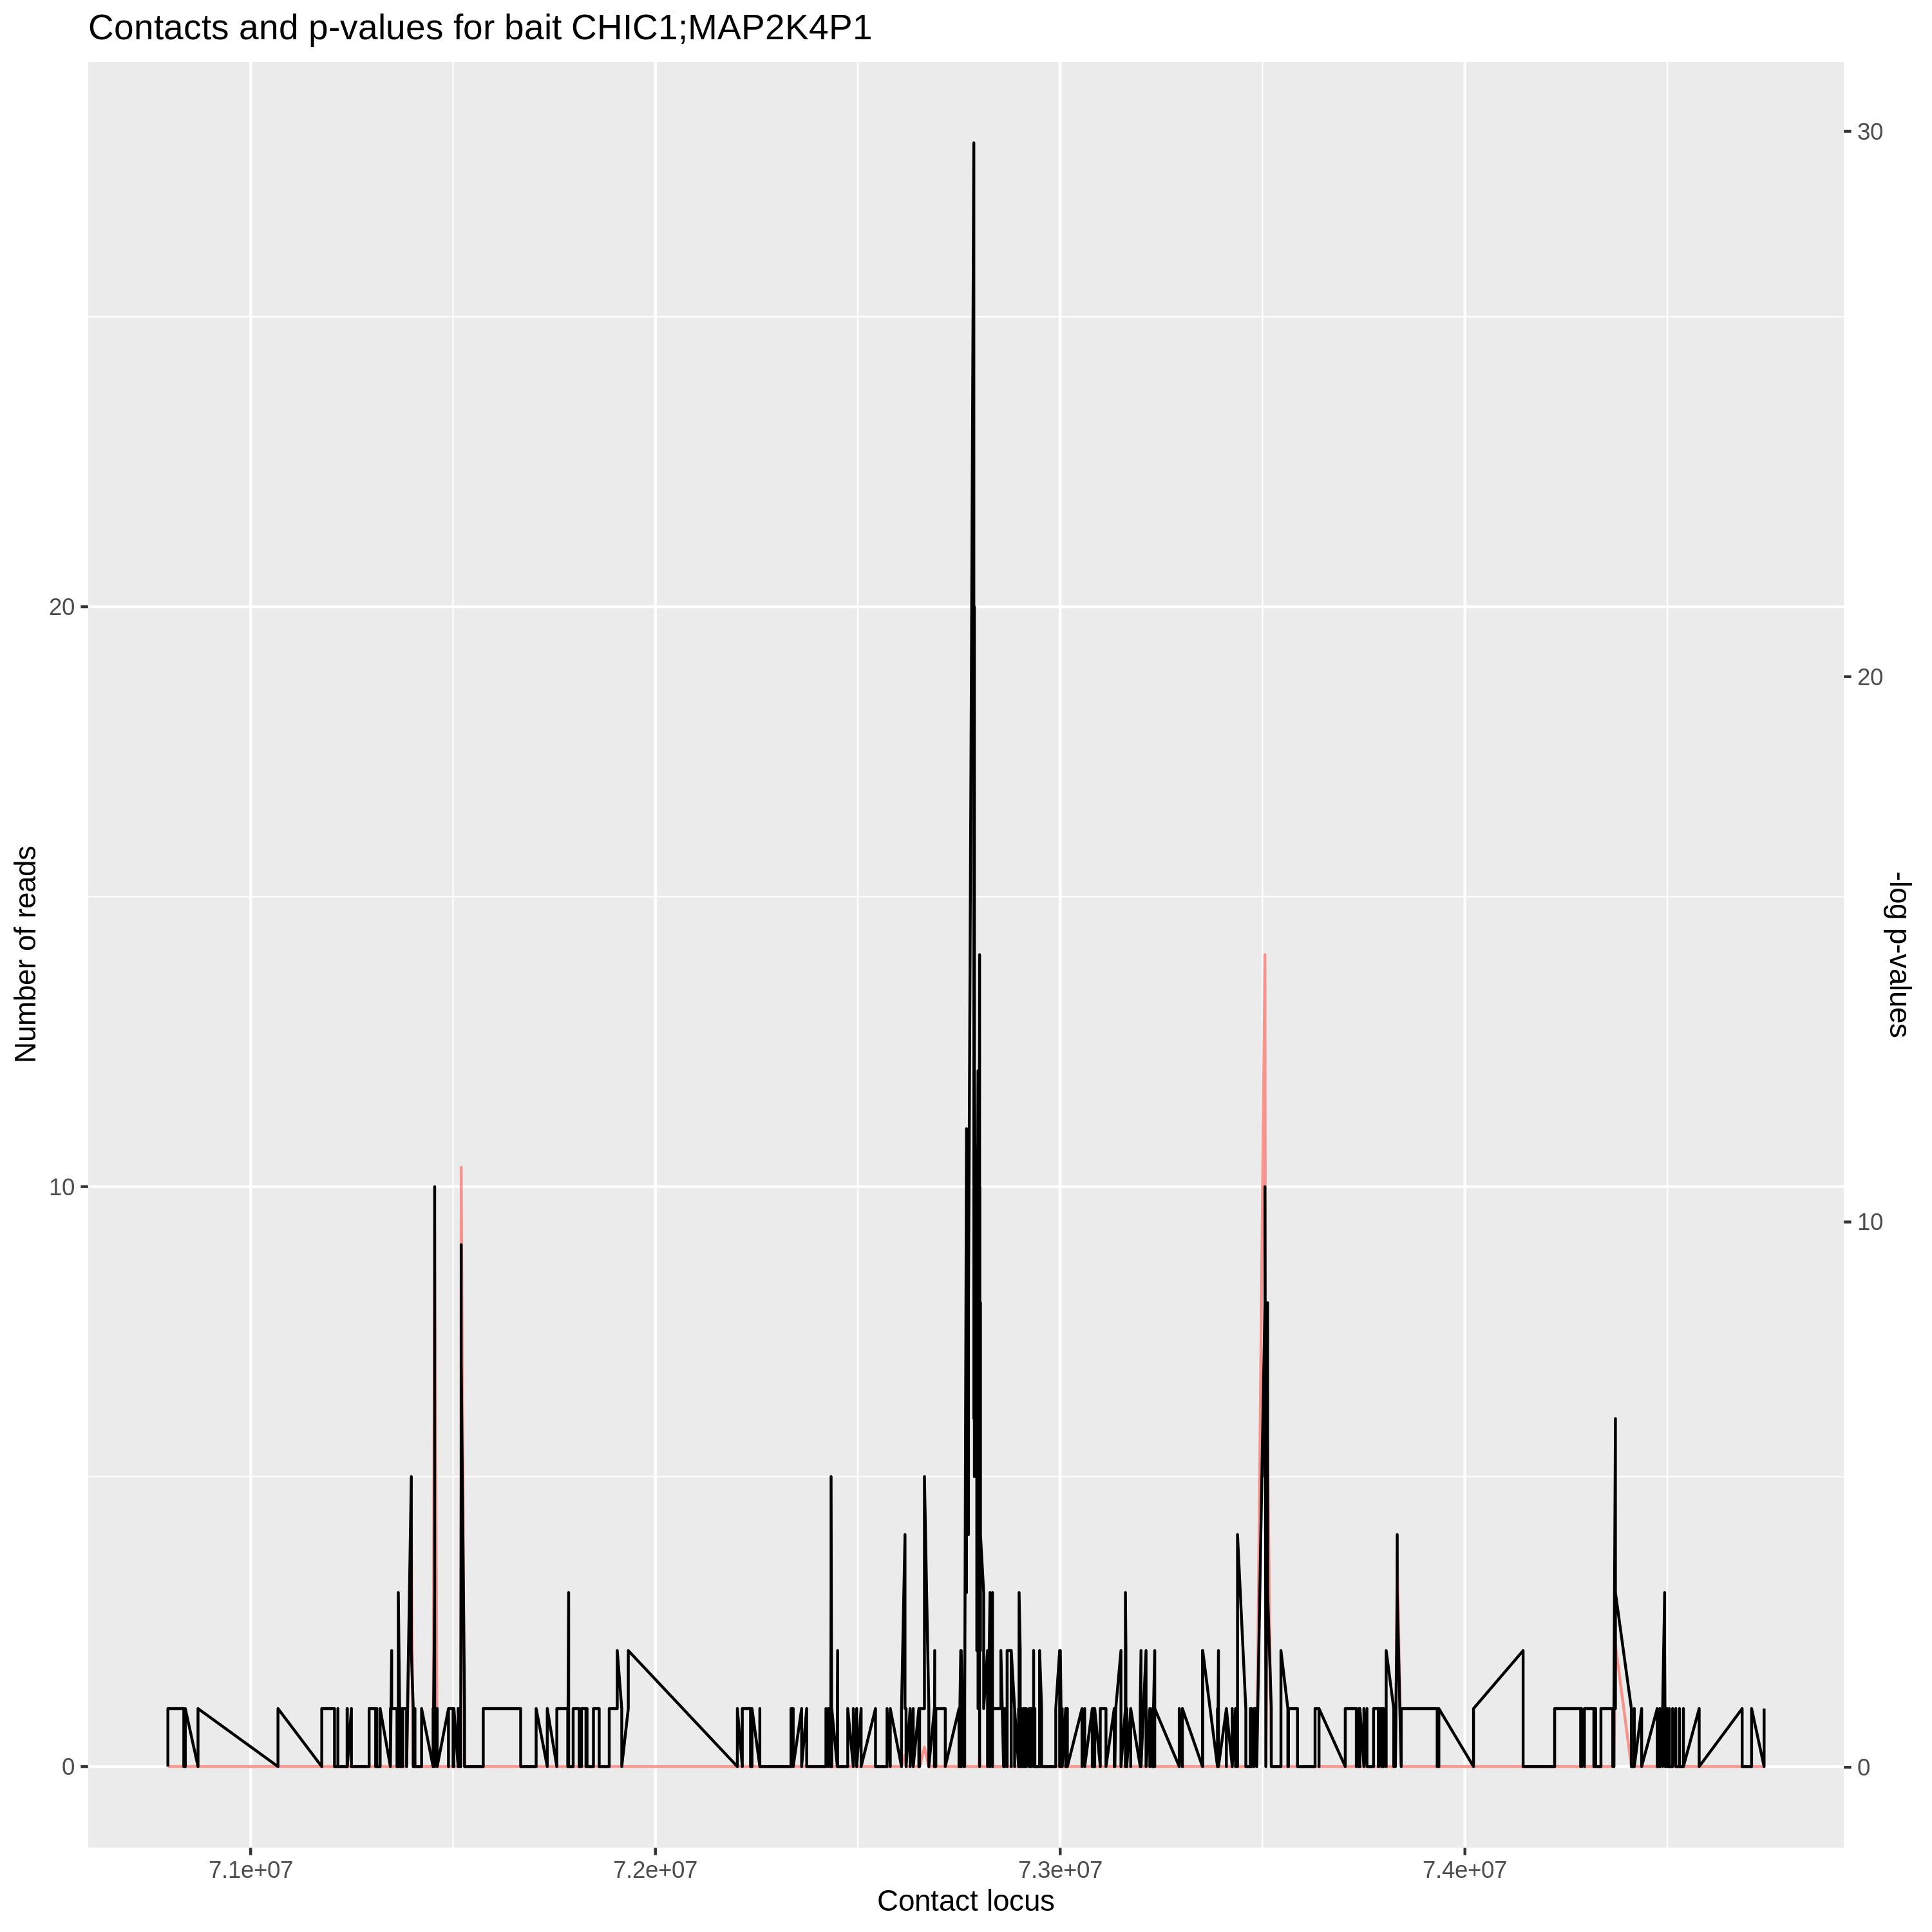 Contacts and p-values for bait CHIC1;MAP2K4P1
30
20
20
10
10
0
0
Number of reads
-log p-values
7.1e+07 7.2e+07 7.3e+07 7.4e+07
Contact locus